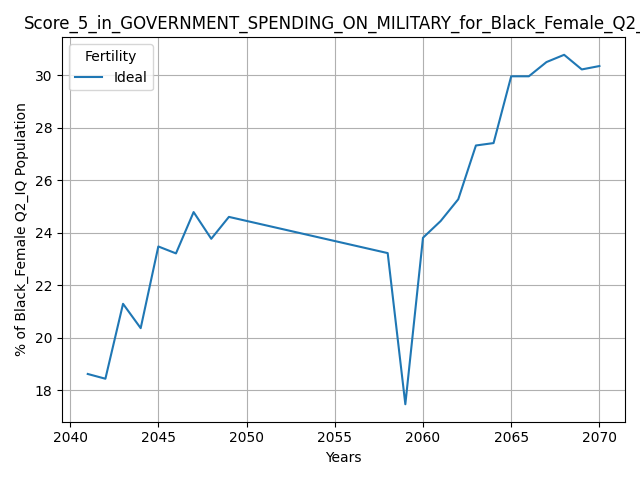 Score_5_in_GOVERNMENT_SPENDING_ON_MILITARY_for_Black_Female_Q2_
Fertility
Ideal
% of Black_Female Q2_IQ Population
30
28
26
24
22
20
18
2040
2045
2050
2055
2060
2065
2070
Years